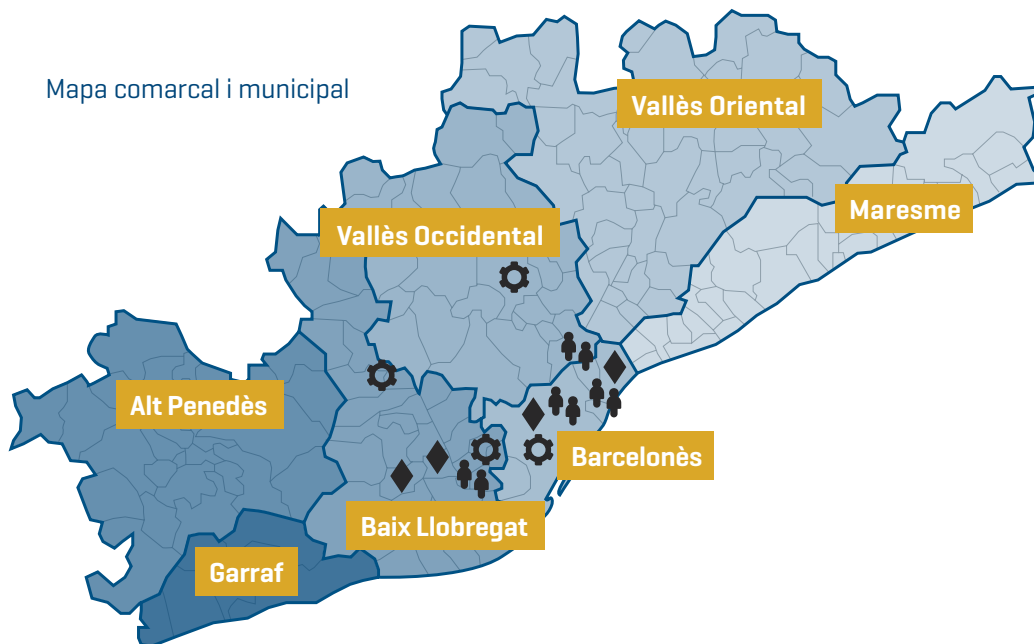 Mapa comarcal i municipal
Vallès Oriental
Maresme
Vallès Occidental
Alt Penedès
Barcelonès
Baix Llobregat
Garraf